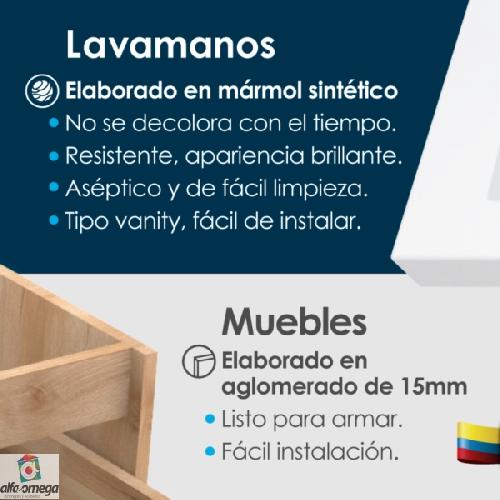 Lavamanos
Elaborado en mármol sintético
• No se decolora con el tiempo.
• Resistente, apariencia brillante.
• Aséptico y de fácil limpieza.
• Tipo vanity, fácil de instalar.
Muebles
Elaborado en
aglomerado de 15mm
• Listo para armar.
• Fácil instalación.
alfa y omega